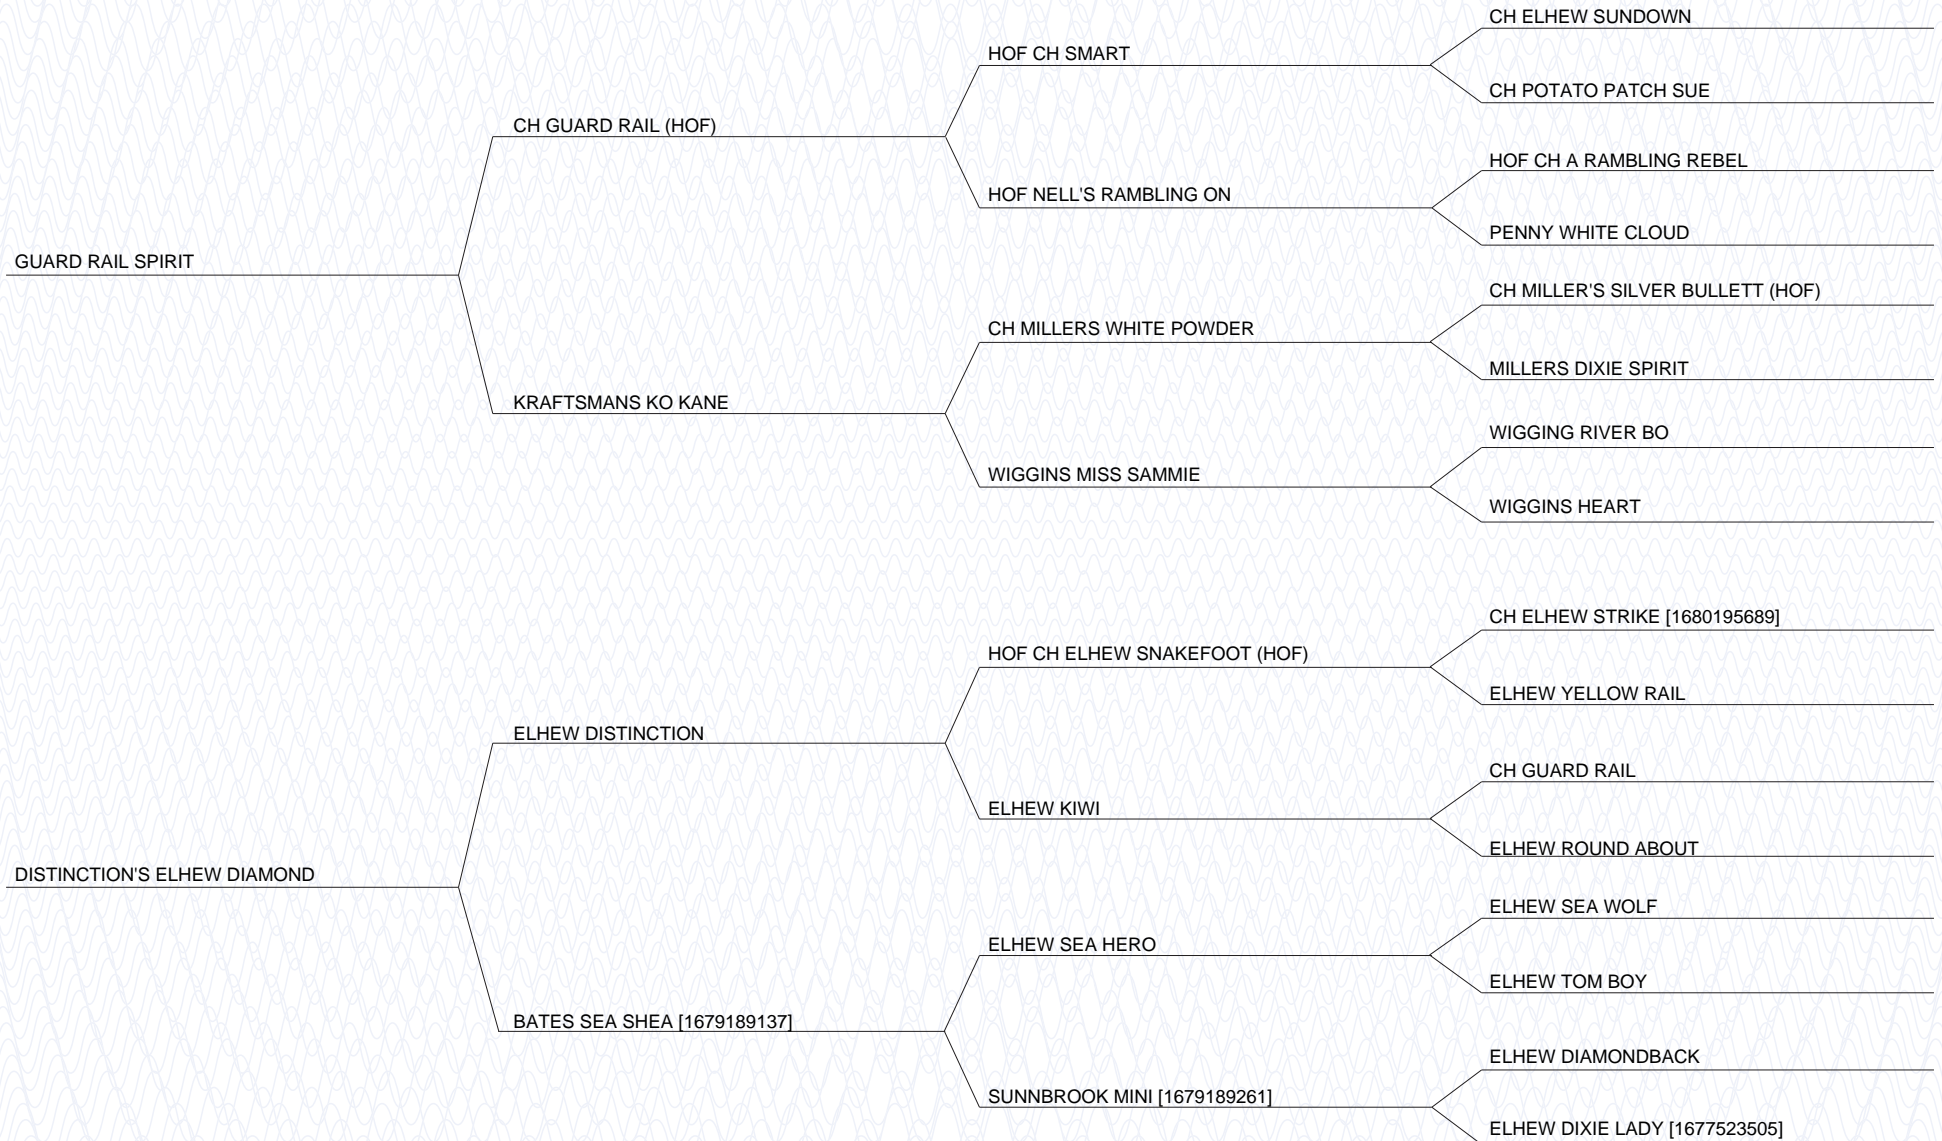 CH ELHEW SUNDOWN
HOF CH SMART
CH POTATO PATCH SUE
CH GUARD RAIL (HOF)
HOF CH A RAMBLING REBEL
HOF NELL'S RAMBLING ON
PENNY WHITE CLOUD
GUARD RAIL SPIRIT
CH MILLER'S SILVER BULLETT (HOF)
CH MILLERS WHITE POWDER
MILLERS DIXIE SPIRIT
KRAFTSMANS KO KANE
WIGGING RIVER BO
WIGGINS MISS SAMMIE
WIGGINS HEART
CH ELHEW STRIKE [1680195689]
HOF CH ELHEW SNAKEFOOT (HOF)
ELHEW YELLOW RAIL
ELHEW DISTINCTION
CH GUARD RAIL
ELHEW KIWI
ELHEW ROUND ABOUT
DISTINCTION'S ELHEW DIAMOND
ELHEW SEA WOLF
ELHEW SEA HERO
ELHEW TOM BOY
BATES SEA SHEA [1679189137]
ELHEW DIAMONDBACK
SUNNBROOK MINI [1679189261]
ELHEW DIXIE LADY [1677523505]